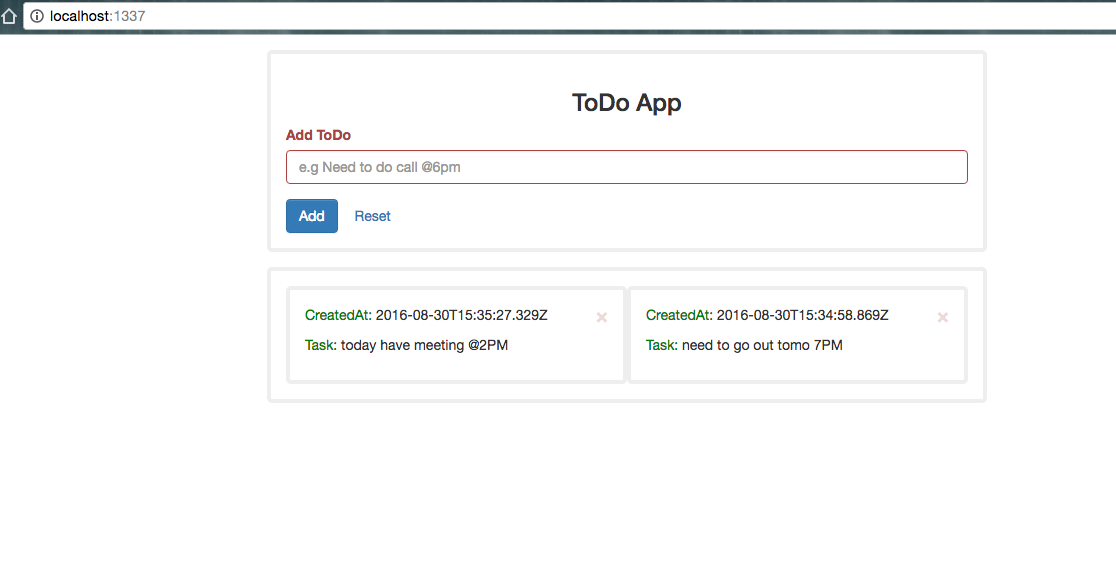 localhost:1337
ToDo App
Add ToDo
e.g Need to do call @6pm
Add Reset
CreatedAt: 2016-08-30T15:35:27.329Z
Task: today have meeting @2PM
CreatedAt: 2016-08-30T15:34:58.869Z
Task: need to go out tomo 7PM